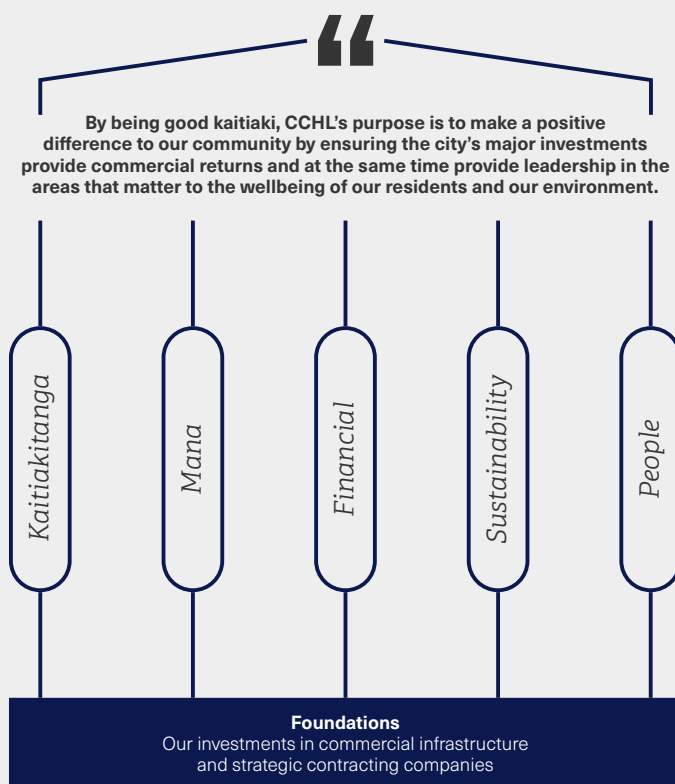 “
By being good kaitiaki, CCHL’s purpose is to make a positive
difference to our community by ensuring the city’s major investments
provide commercial returns and at the same time provide leadership in the
areas that matter to the wellbeing of our residents and our environment.
Kaitiakitanga
Mana
Financial
Sustainability
People
Foundations
Our investments in commercial infrastructure
and strategic contracting companies